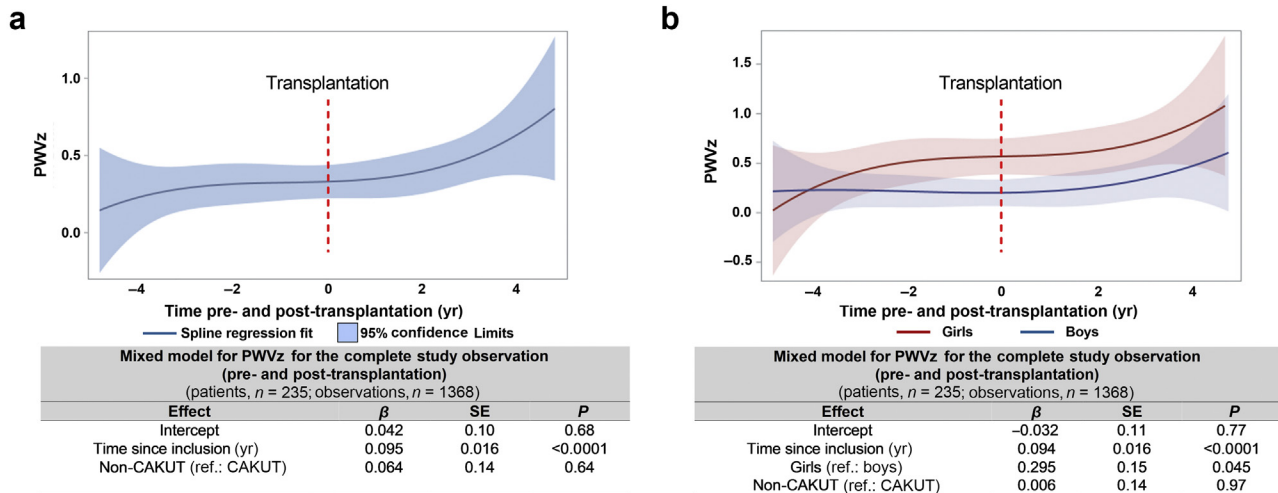 a
1.0
0.5
0.0
PWVz
Transplantation
–4
–2
0
2
4
Time pre- and post-transplantation (yr)
Spline regression fit
95% confidence Limits
Mixed model for PWVz for the complete study observation
(pre- and post-transplantation)
(patients, n = 235; observations, n = 1368)
Effect β SE P
Intercept 0.042 0.10 0.68
Time since inclusion (yr) 0.095 0.016 <0.0001
Non-CAKUT (ref.: CAKUT) 0.064 0.14 0.64
b
1.5
1.0
0.5
0.0
–0.5
PWVz
Transplantation
–4
–2
0
2
4
Time pre- and post-transplantation (yr)
Girls
Boys
Mixed model for PWVz for the complete study observation
(pre- and post-transplantation)
(patients, n = 235; observations, n = 1368)
Effect β SE P
Intercept –0.032 0.11 0.77
Time since inclusion (yr) 0.094 0.016 <0.0001
Girls (ref.: boys) 0.295 0.15 0.045
Non-CAKUT (ref.: CAKUT) 0.006 0.14 0.97